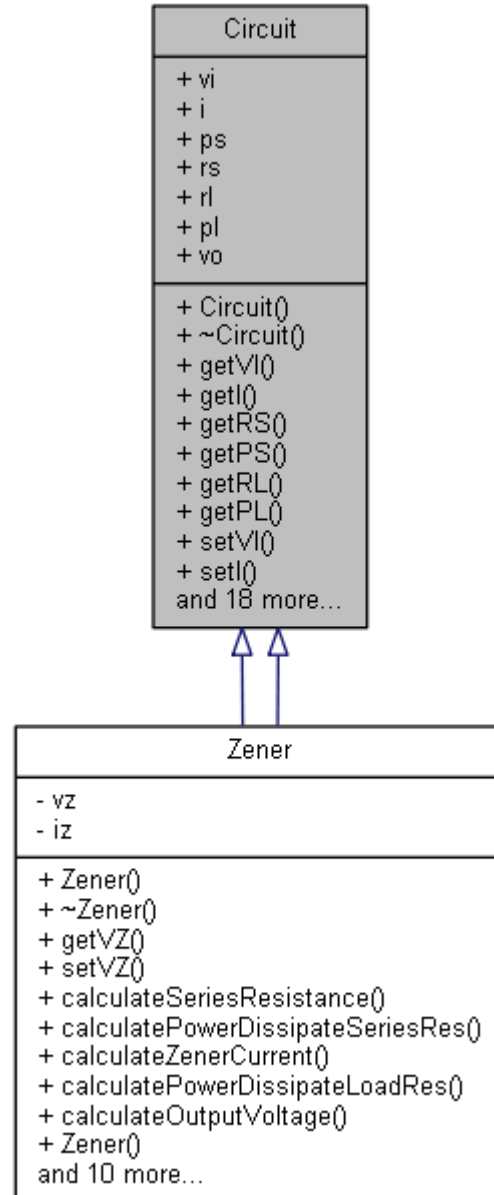 Circuit
+ vi
+ i
+ ps
+ rs
+ rl
+ pl
+ vo
+ Circuit()
+ ~Circuit()
+ getVI()
+ getI()
+ getRS()
+ getPS()
+ getRL()
+ getPL()
+ setVI()
+ setI()
and 18 more...
Zener
- vz
- iz
+ Zener()
+ ~Zener()
+ getVZ()
+ setVZ()
+ calculateSeriesResistance()
+ calculatePowerDissipateSeriesRes()
+ calculateZenerCurrent()
+ calculatePowerDissipateLoadRes()
+ calculateOutputVoltage()
+ Zener()
and 10 more...